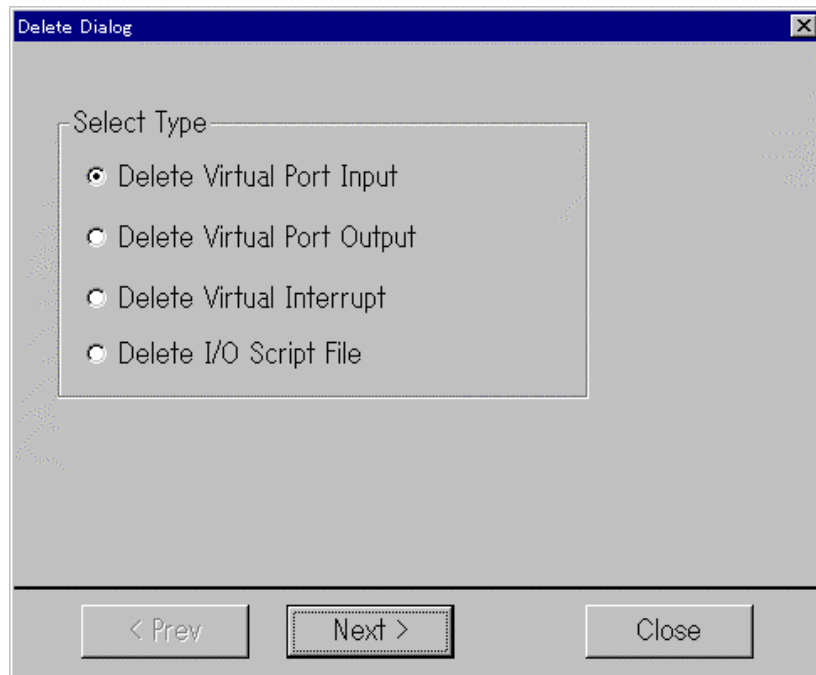 Delete Dialog
Select Type
Delete Virtual Port Input
Delete Virtual Port Output
Delete Virtual Interrupt
Delete I/O Script File
< Prev
Next >
Close